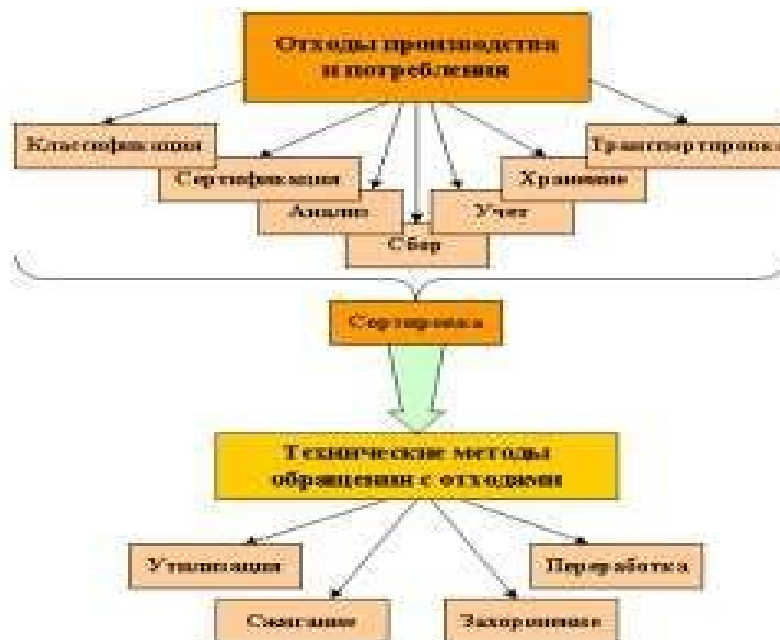 Отходы производства
и потребления
Классификация
Транспортировка
Сертификация
Хранение
Анализ
Учет
Сбор
Сортировка
Технические методы
обращения с отходами
Утилизация
Переработка
Сжигание
Захоронение